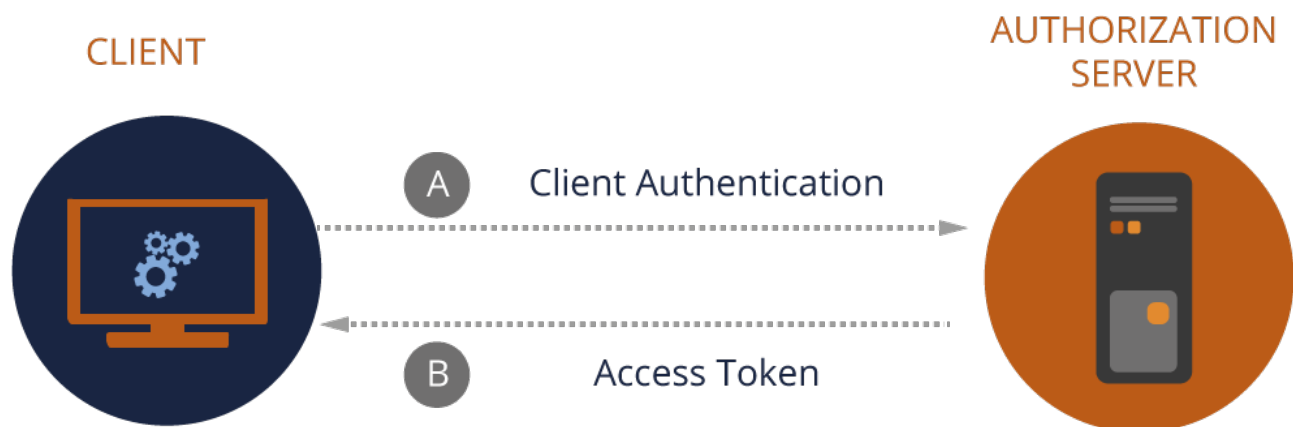 CLIENT
AUTHORIZATION
SERVER
A
Client Authentication
B
Access Token